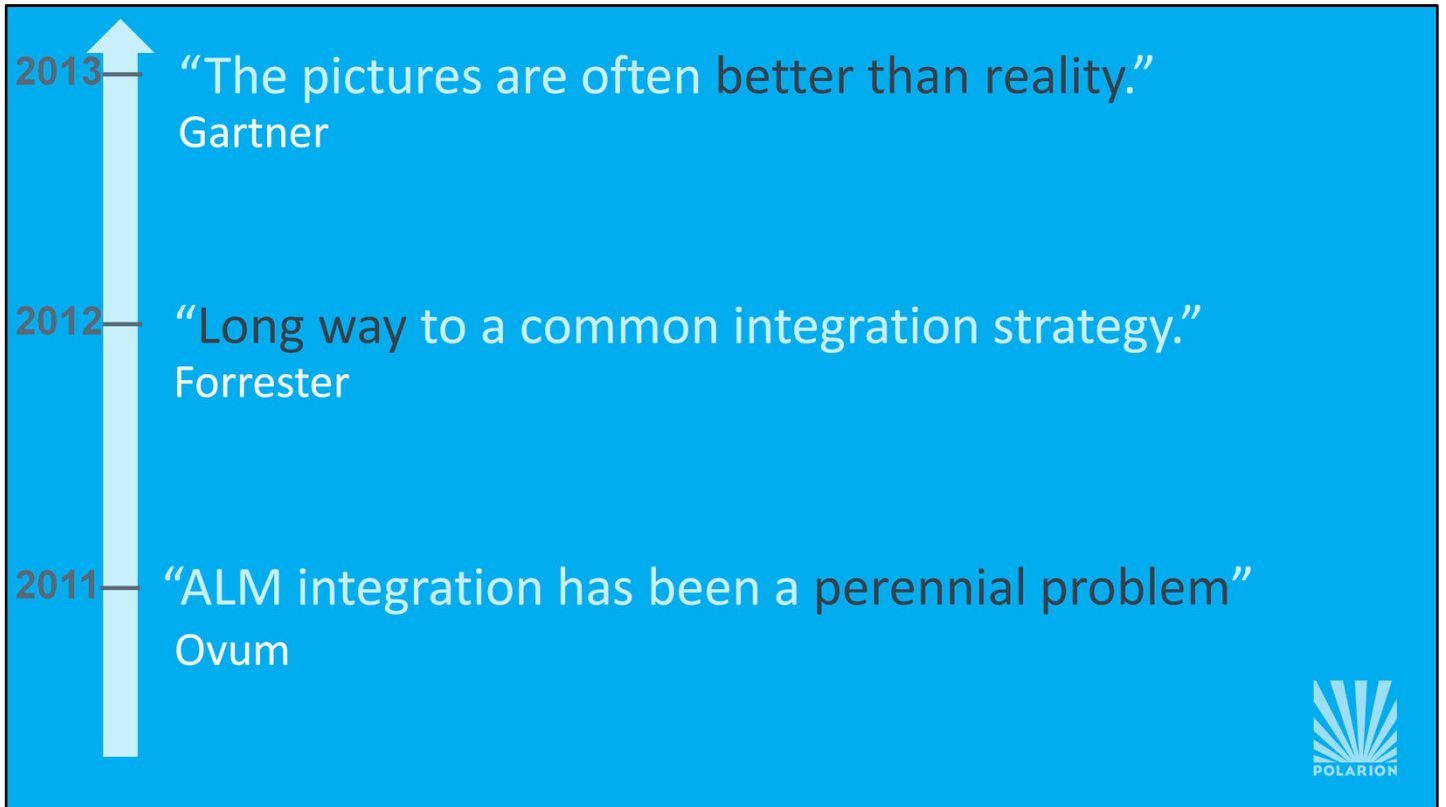 2013
“The pictures are often better than reality.”
Gartner
2012
“Long way to a common integration strategy.”
Forrester
2011
“ALM integration has been a perennial problem”
Ovum
POLARION